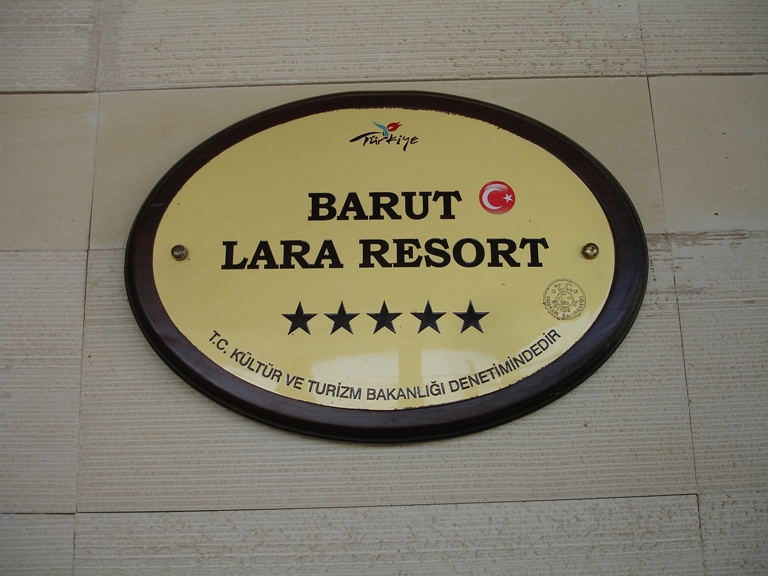 Türkiye
BARUT
LARA RESORT
T.C. KÜLTÜR VE TURİZM BAKANLIĞI DENETİMİNDEDİR